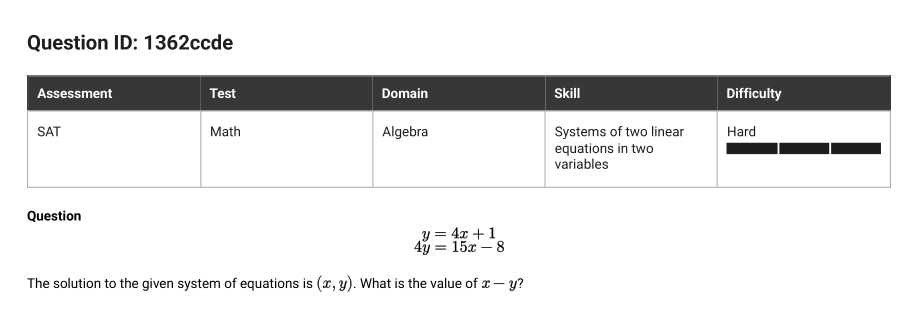 Question ID: 1362ccde
Assessment Test Domain Skill Difficulty
SAT Math Algebra Systems of two linear equations in two variables Hard
Question
y = 4x + 1
4y = 15x − 8
The solution to the given system of equations is (x, y). What is the value of x − y?